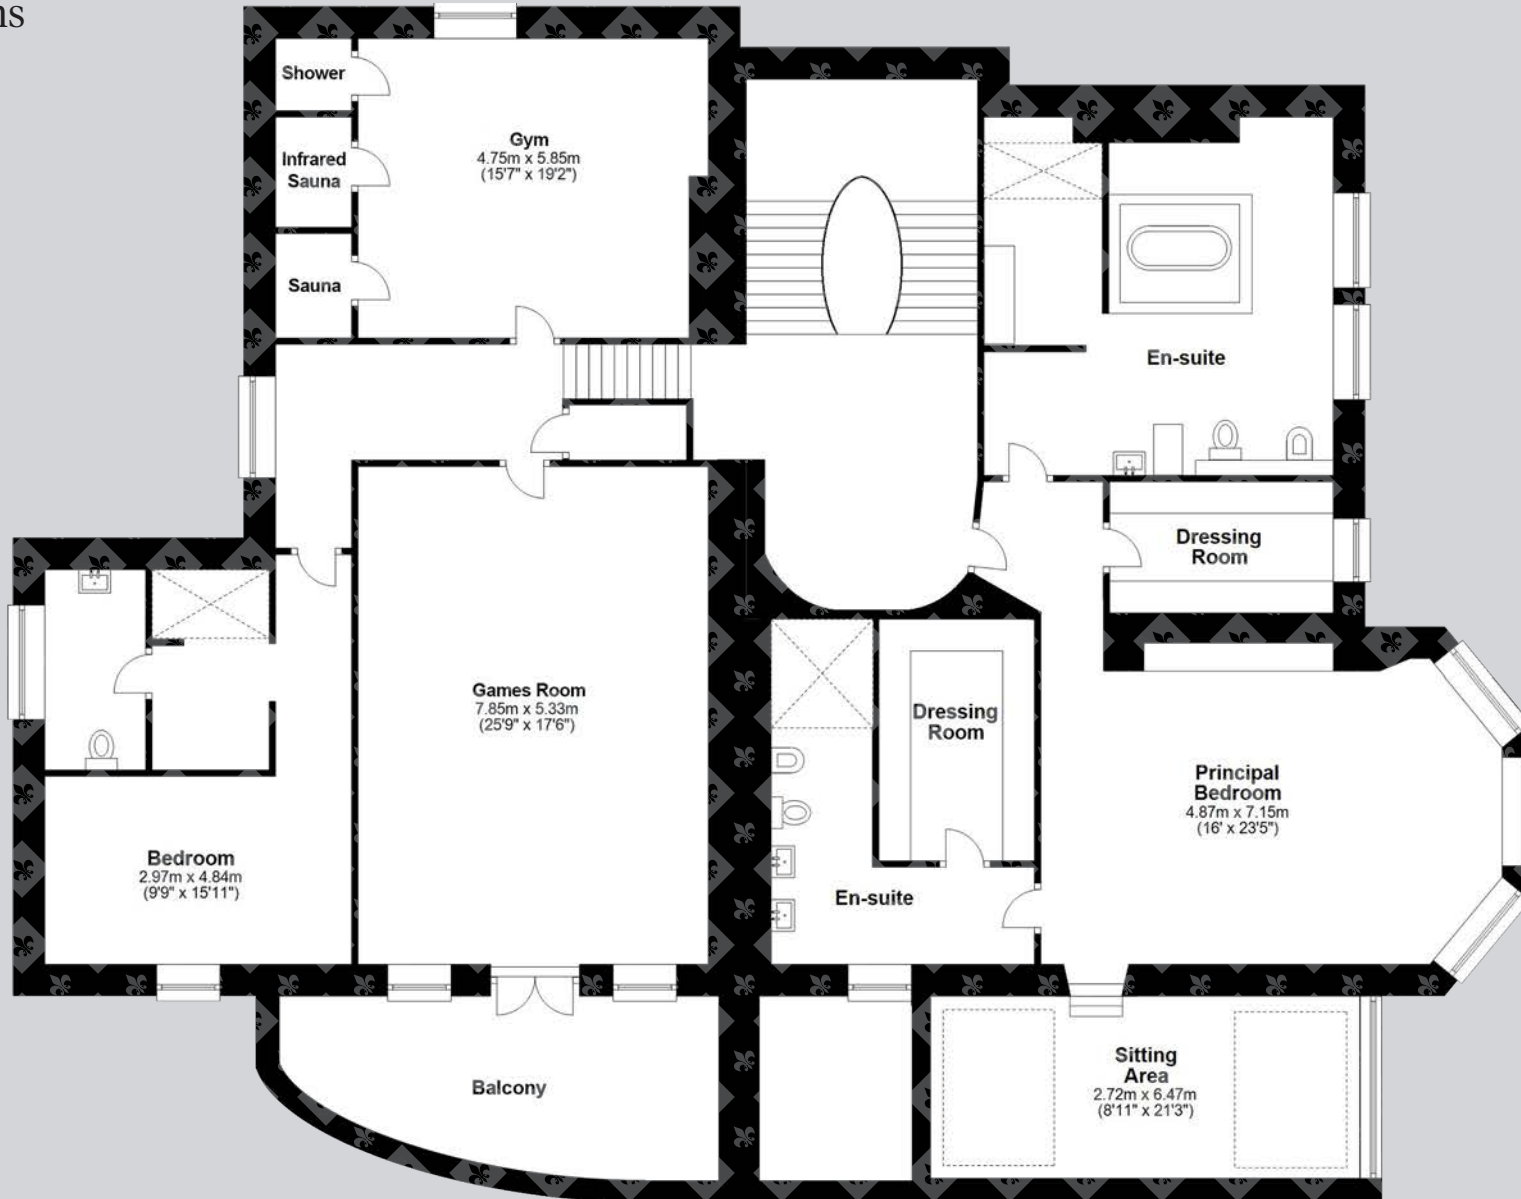 ns
Shower
Gym
4.75m x 5.85m
(15'7" x 19'2")
Infrared
Sauna
Sauna
En-suite
Dressing
Room
Games Room
7.85m x 5.33m
(25'9" x 17'6")
Dressing
Room
Principal
Bedroom
4.87m x 7.15m
(16' x 23'5")
Bedroom
2.97m x 4.84m
(9'9" x 15'11")
En-suite
Balcony
Sitting
Area
2.72m x 6.47m
(8'11" x 21'3")